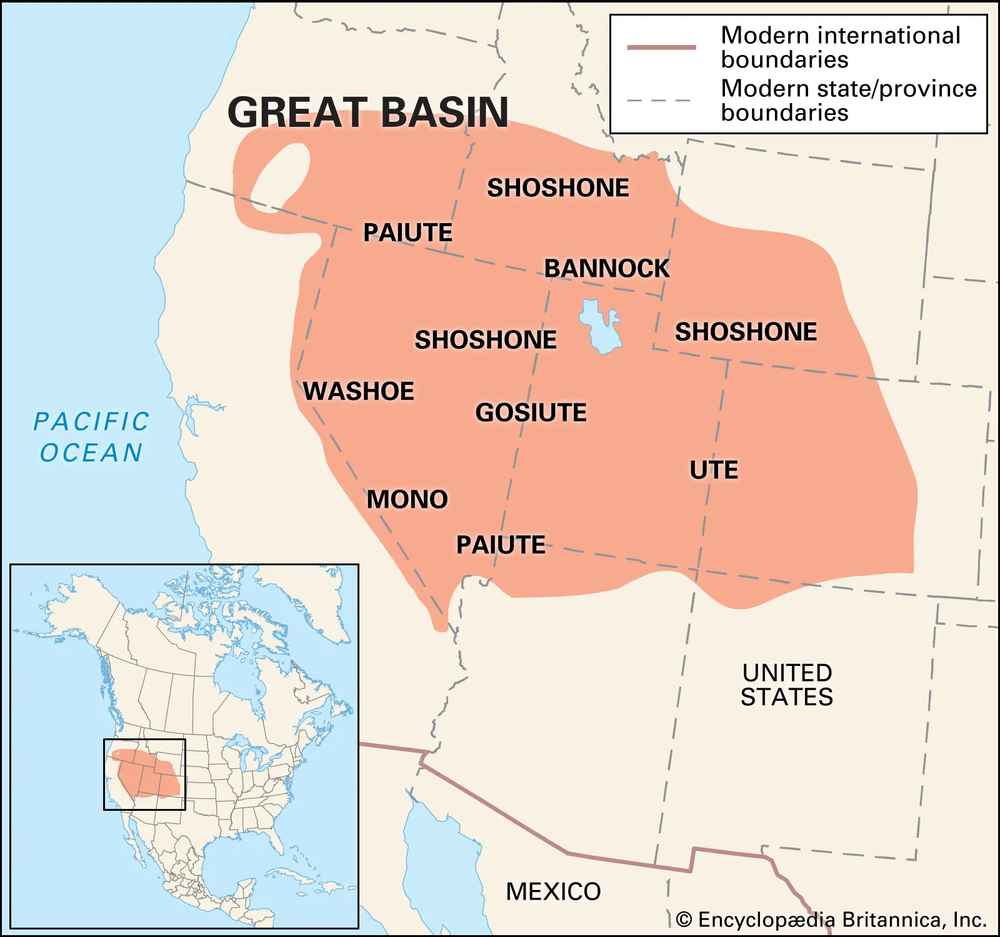 Modern international
boundaries
Modern state/province
boundaries
GREAT BASIN
SHOSHONE
PAIUTE
BANNOCK
SHOSHONE
SHOSHONE
WASHOE
GOSIUTE
PACIFIC
OCEAN
UTE
MONO
PAIUTE
UNITED
STATES
MEXICO
© Encyclopædia Britannica, Inc.